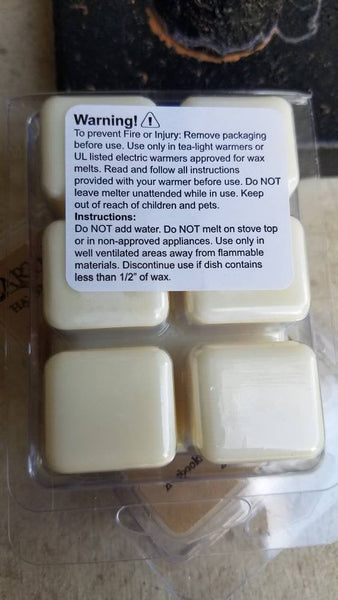 Warning!
To prevent Fire or Injury: Remove packaging
before use. Use only in tea-light warmers or
UL listed electric warmers approved for wax
melts. Read and follow all instructions
provided with your warmer before use. Do NOT
leave melter unattended while in use. Keep
out of reach of children and pets.
Instructions:
Do NOT add water. Do NOT melt on stove top
or in non-approved appliances. Use only in
well ventilated areas away from flammable
materials. Discontinue use if dish contains
less than 1/2" of wax.